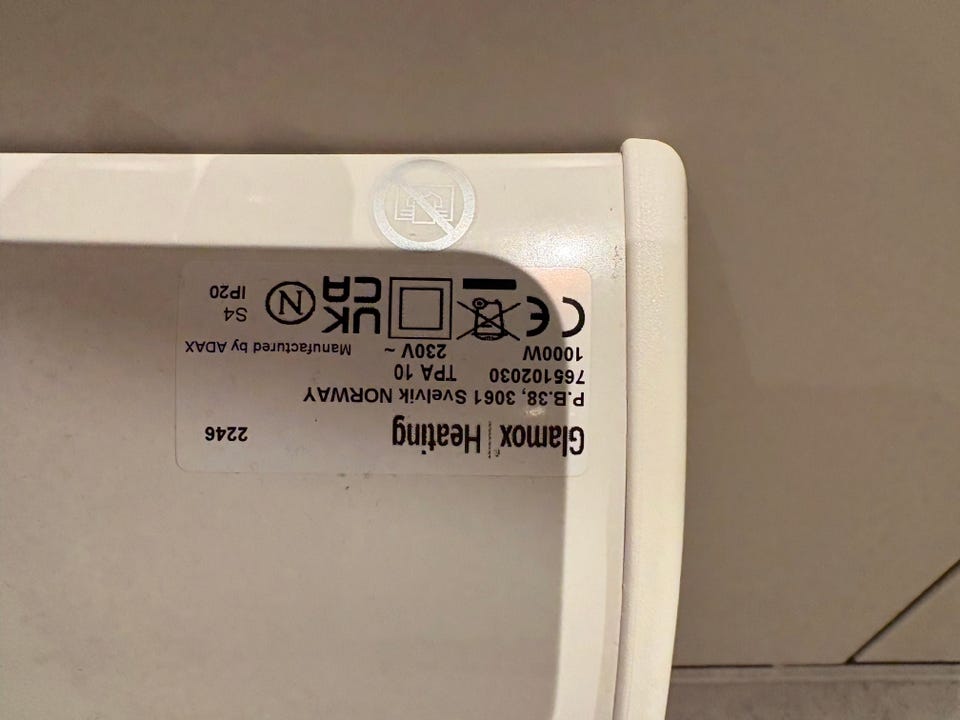 Glamox Heating 2246
P.B.38, 3061 Svelvik NORWAY
765102030 TPA 10
1000W 230V ~ Manufactured by ADAX
CE UK CA N S4
IP20